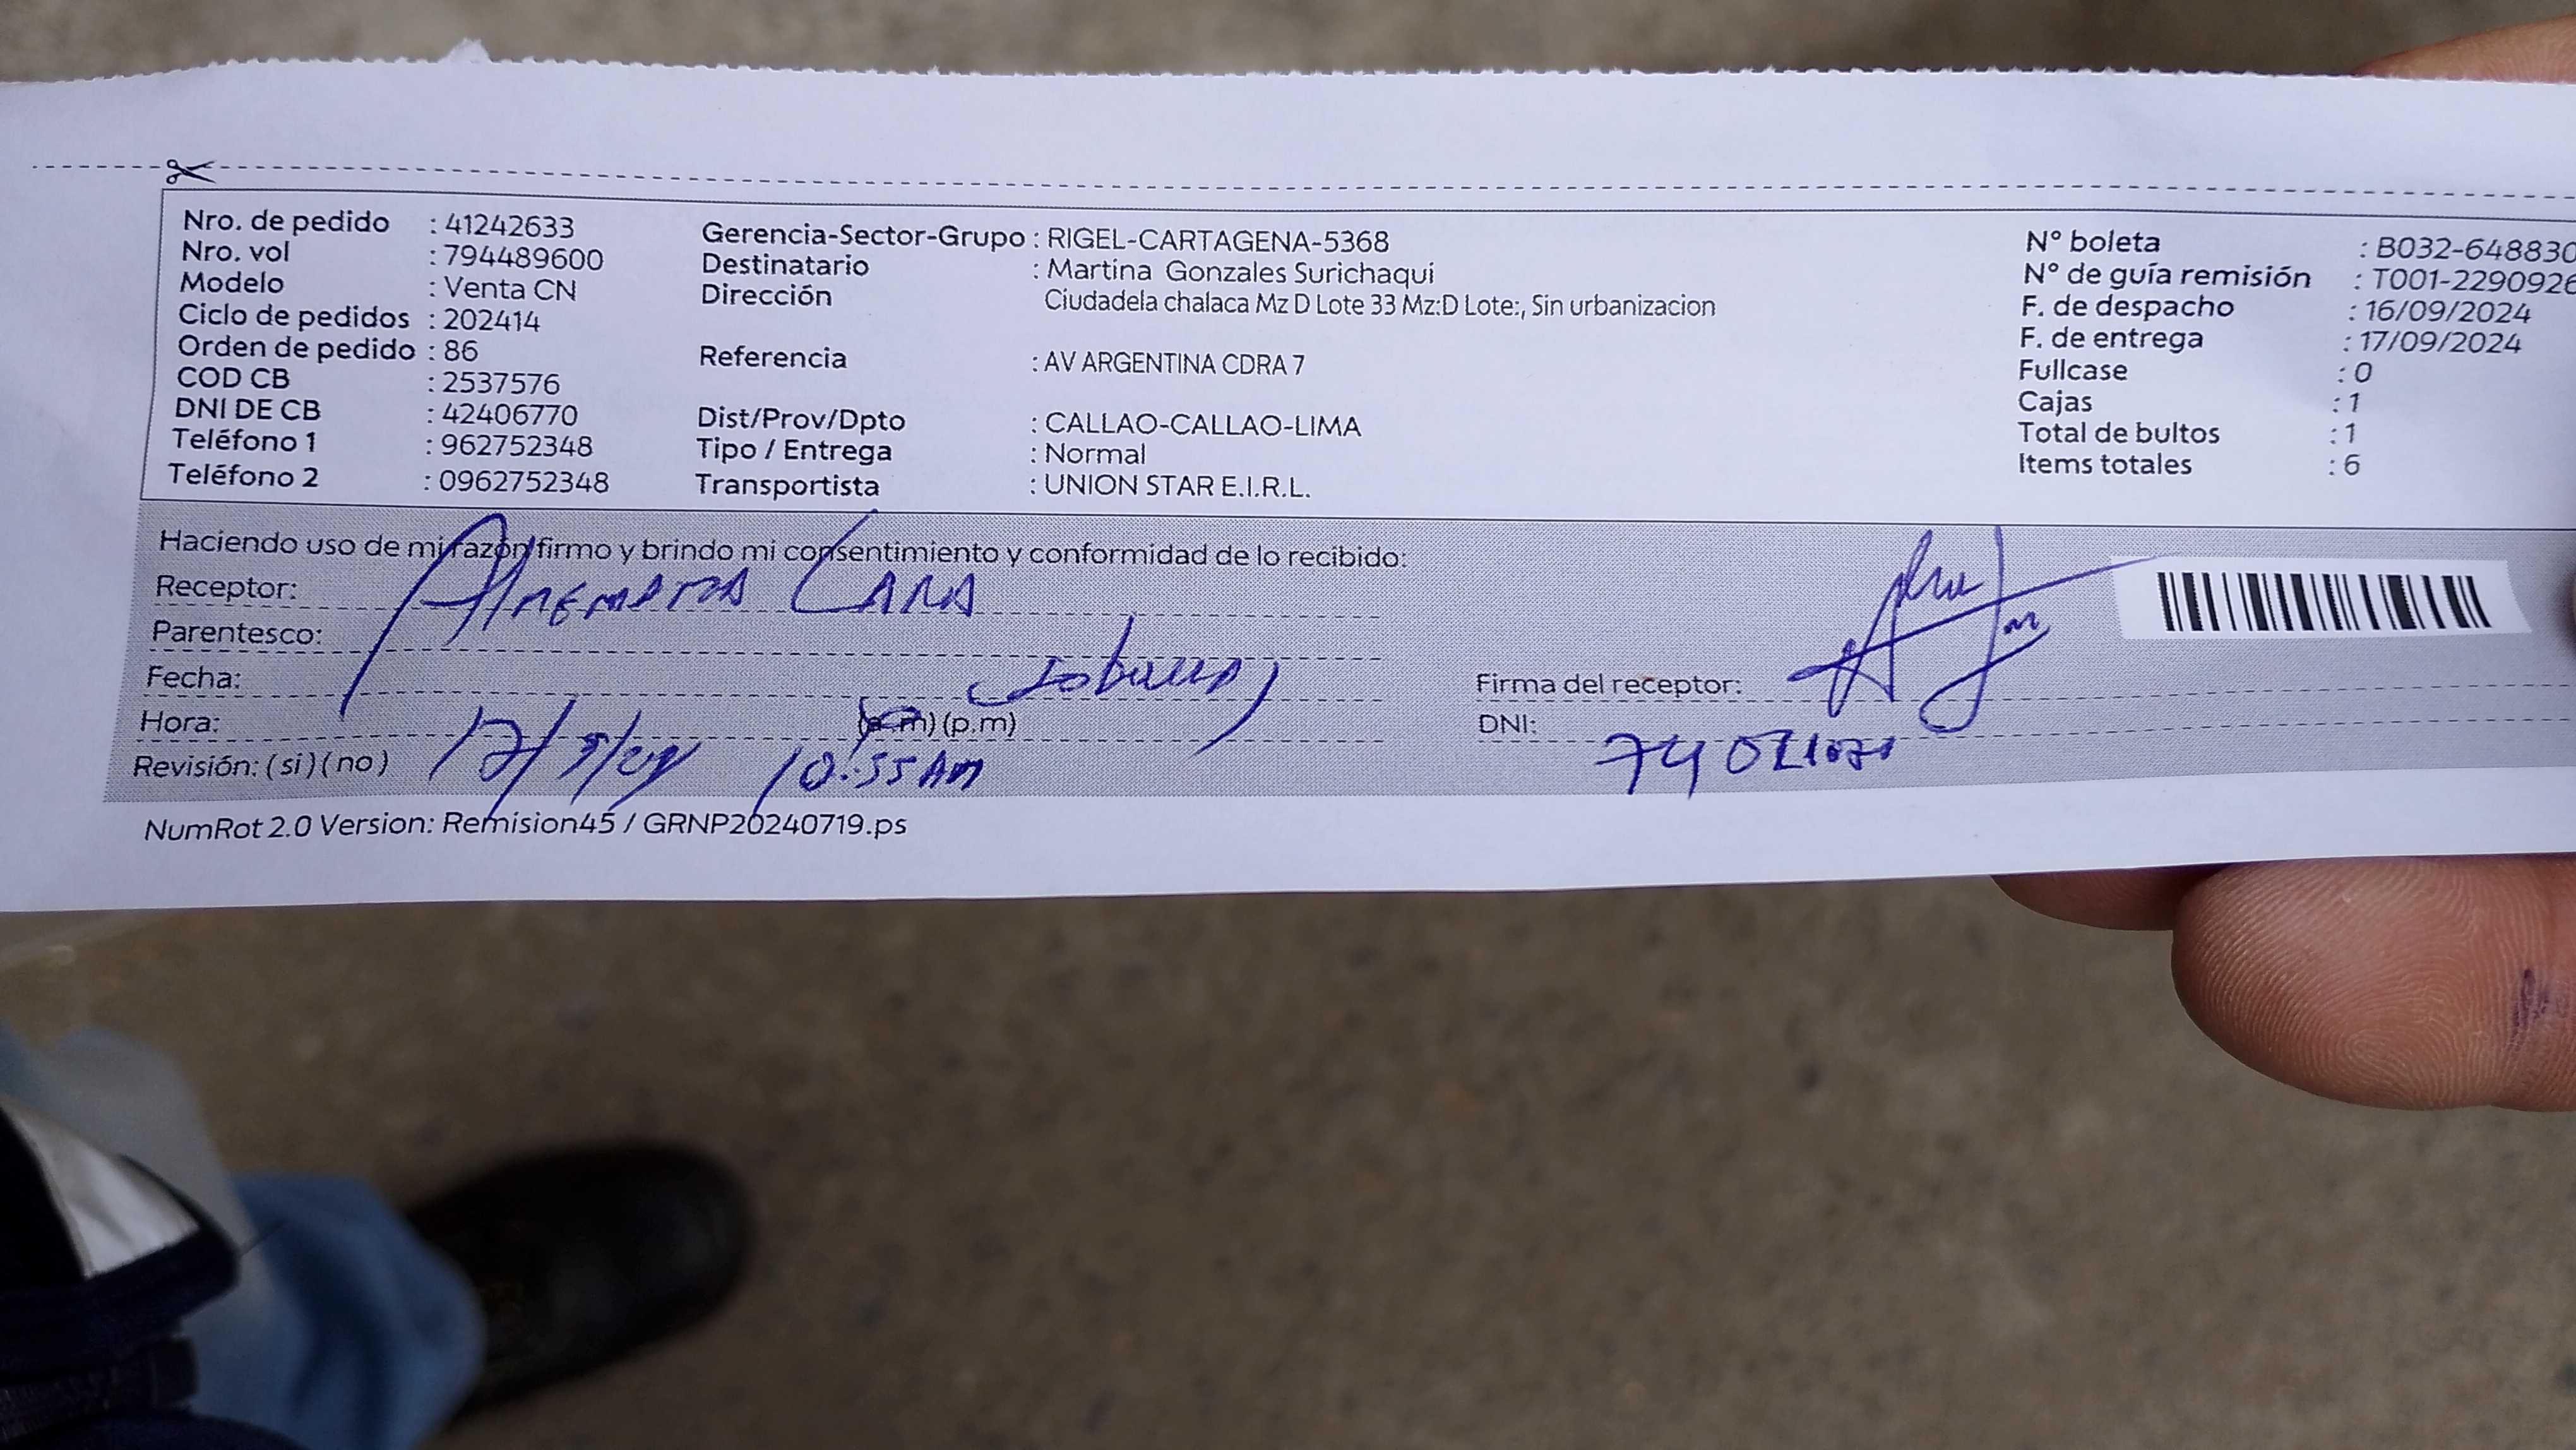 Nro. de pedido : 41242633
Nro. vol : 794489600
Modelo : Venta CN
Ciclo de pedidos : 202414
Orden de pedido : 86
COD CB : 2537576
DNI DE CB : 42406770
Teléfono 1 : 962752348
Teléfono 2 : 0962752348
Gerencia-Sector-Grupo : RIGEL-CARTAGENA-5368
Destinatario : Martina Gonzales Surichaqui
Dirección Ciudadela chalaca Mz D Lote 33 Mz:D Lote:, Sin urbanizacion
Referencia : AV ARGENTINA CDRA 7
Dist/Prov/Dpto : CALLAO-CALLAO-LIMA
Tipo / Entrega : Normal
Transportista : UNION STAR E.I.R.L.
N° boleta : B032-648830
N° de guía remisión : T001-2290926
F. de despacho : 16/09/2024
F. de entrega : 17/09/2024
Fullcase : 0
Cajas : 1
Total de bultos : 1
Items totales : 6
Haciendo uso de mi razón firmo y brindo mi consentimiento y conformidad de lo recibido:
Receptor:
Parentesco:
Fecha:
Hora: (a.m) (p.m)
Revisión: (si) (no) 10:55 AM
Firma del receptor:
DNI:
NumRot 2.0 Version: Remision45 / GRNP20240719.ps